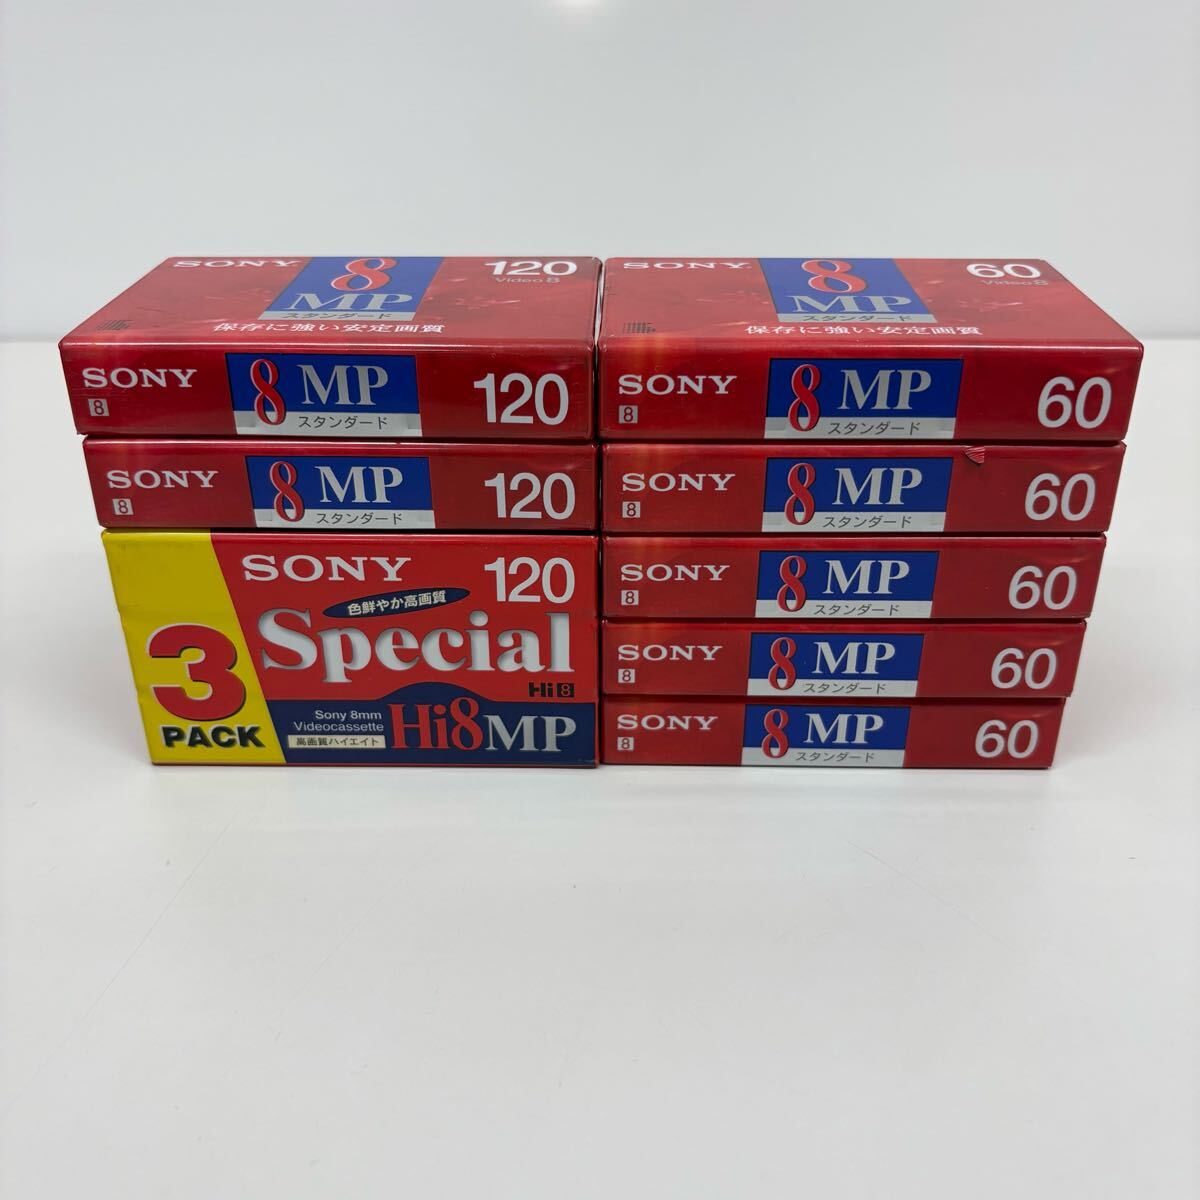 SONY 8 120
Video 8
MP
スタンダード
保存に強い安定画質
SONY 8 MP 120
8 スタンダード
SONY 8 MP 120
8 スタンダード
SONY 120
色鮮やか高画質
Special
Hi8
3
PACK
Sony 8mm
Videocassette
高画質ハイエイト
Hi8MP
SONY 8 60
Video 8
MP
スタンダード
保存に強い安定画質
SONY 8 MP 60
8 スタンダード
SONY 8 MP 60
8 スタンダード
SONY 8 MP 60
8 スタンダード
SONY 8 MP 60
8 スタンダード
SONY 8 MP 60
8 スタンダード